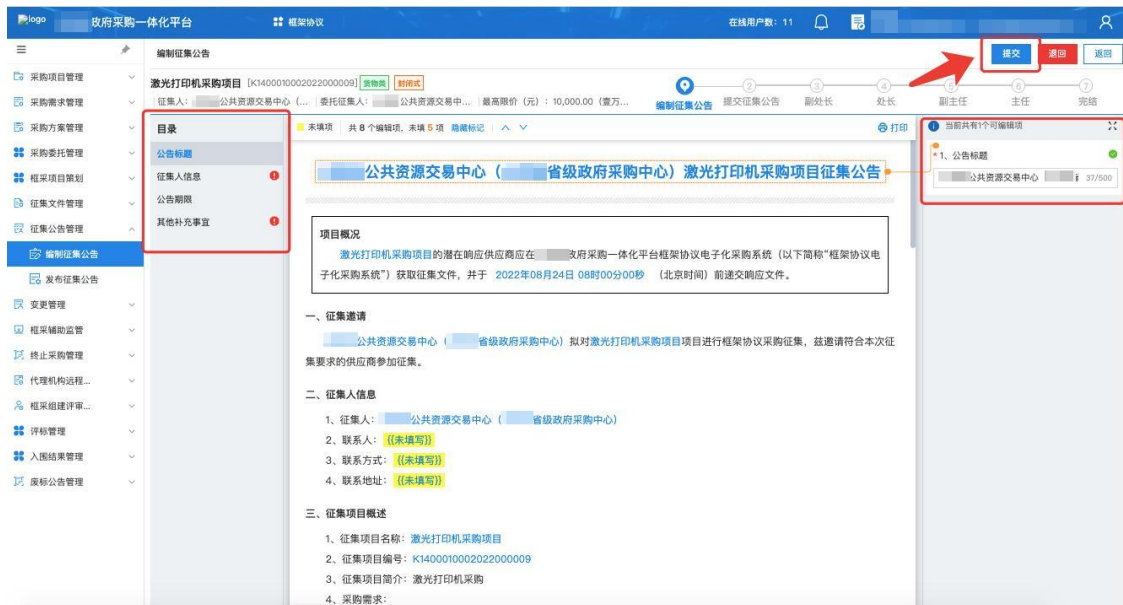 logo 政府采购一体化平台 框架协议 在线用户数：11
编制征集公告 提交 退回 返回
采购项目管理
采购需求管理
采购方案管理
采购委托管理
框采项目策划
征集文件管理
征集公告管理
编制征集公告
发布征集公告
变更管理
框采辅助监管
终止采购管理
代理机构远程...
框采组建评审...
评标管理
入围结果管理
废标公告管理
激光打印机采购项目 [K1400010002022000009] 货物类 封闭式
征集人： 公共资源交易中心（... 委托征集人： 公共资源交易中... 最高限价（元）：10,000.00（壹万...
编制征集公告 ② 提交征集公告 ③ 副处长 ④ 处长 ⑤ 副主任 ⑥ 主任 ⑦ 完结
目录
公告标题
征集人信息
公告期限
其他补充事宜
未填项 共 8 个编辑项，未填 5 项 隐藏标记 打印
公共资源交易中心（ 省级政府采购中心）激光打印机采购项目征集公告
项目概况
激光打印机采购项目的潜在响应供应商应在 政府采购一体化平台框架协议电子化采购系统（以下简称“框架协议电
子化采购系统”）获取征集文件，并于 2022年08月24日 08时00分00秒 （北京时间）前递交响应文件。
一、征集邀请
公共资源交易中心（ 省级政府采购中心）拟对激光打印机采购项目项目进行框架协议采购征集，兹邀请符合本次征
集要求的供应商参加征集。
二、征集人信息
1、征集人： 公共资源交易中心（ 省级政府采购中心）
2、联系人：{{未填写}}
3、联系方式：{{未填写}}
4、联系地址：{{未填写}}
三、征集项目概述
1、征集项目名称：激光打印机采购项目
2、征集项目编号：K1400010002022000009
3、征集项目简介：激光打印机采购
4、采购需求：
当前共有1个可编辑项
* 1、公告标题
公共资源交易中心 37/500